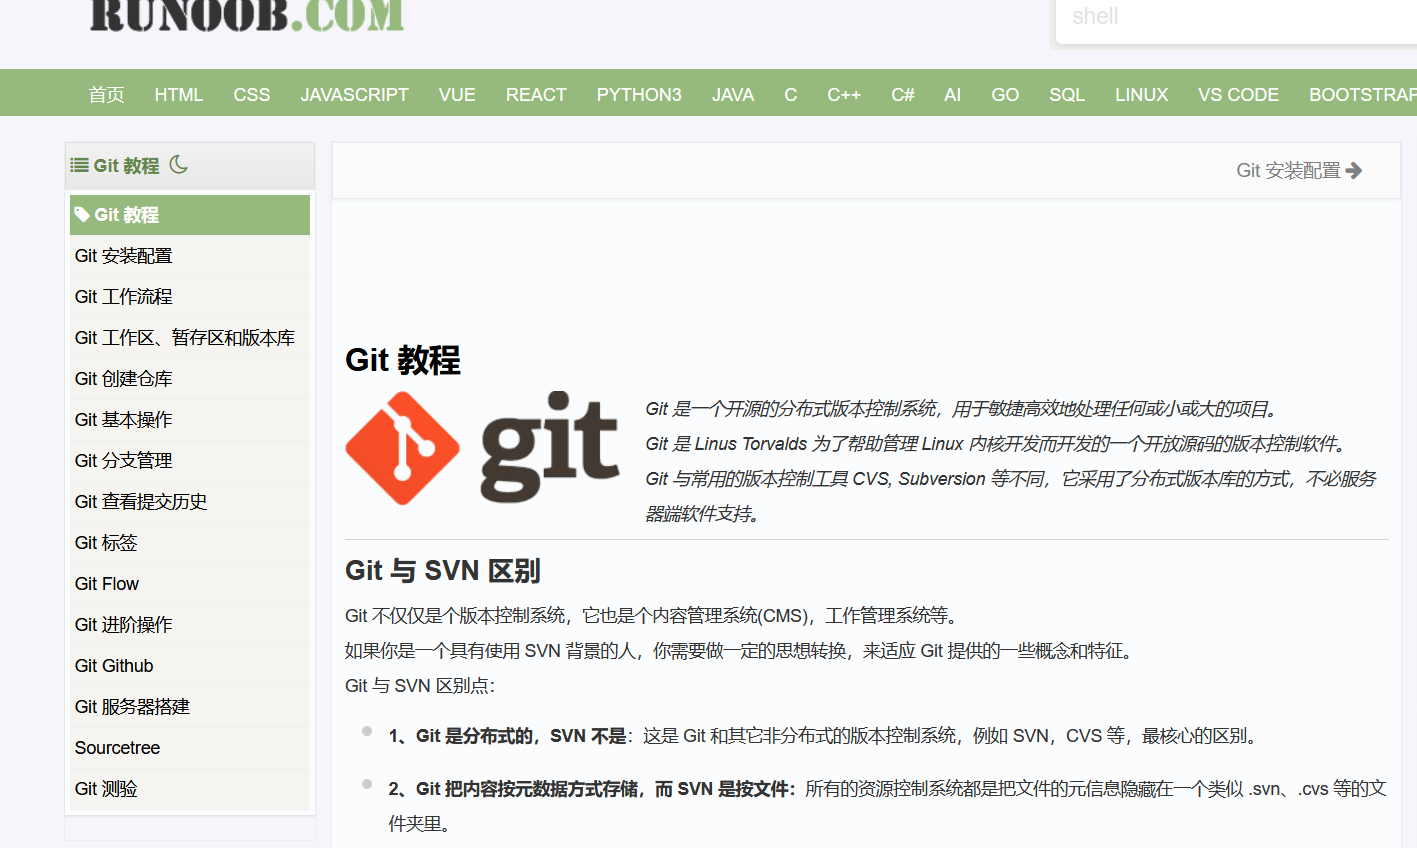 RUNOOB.COM
shell
首页 HTML CSS JAVASCRIPT VUE REACT PYTHON3 JAVA C C++ C# AI GO SQL LINUX VS CODE BOOTSTRAP
Git 教程
Git 教程
Git 安装配置
Git 工作流程
Git 工作区、暂存区和版本库
Git 创建仓库
Git 基本操作
Git 分支管理
Git 查看提交历史
Git 标签
Git Flow
Git 进阶操作
Git Github
Git 服务器搭建
Sourcetree
Git 测验
Git 安装配置
Git 教程
git
Git 是一个开源的分布式版本控制系统，用于敏捷高效地处理任何或小或大的项目。
Git 是 Linus Torvalds 为了帮助管理 Linux 内核开发而开发的一个开放源码的版本控制软件。
Git 与常用的版本控制工具 CVS, Subversion 等不同，它采用了分布式版本库的方式，不必服务
器端软件支持。
Git 与 SVN 区别
Git 不仅仅是个版本控制系统，它也是个内容管理系统(CMS)，工作管理系统等。
如果你是一个具有使用 SVN 背景的人，你需要做一定的思想转换，来适应 Git 提供的一些概念和特征。
Git 与 SVN 区别点：
1、Git 是分布式的，SVN 不是：这是 Git 和其它非分布式的版本控制系统，例如 SVN，CVS 等，最核心的区别。
2、Git 把内容按元数据方式存储，而 SVN 是按文件：所有的资源控制系统都是把文件的元信息隐藏在一个类似 .svn、.cvs 等的文
件夹里。